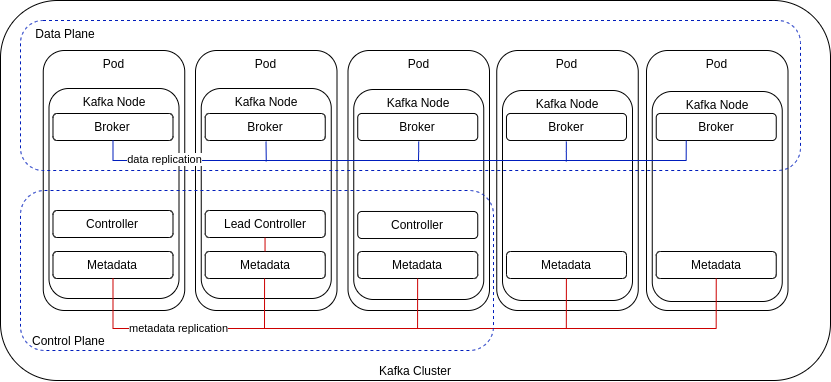 Data Plane
Pod
Pod
Pod
Pod
Pod
Kafka Node
Kafka Node
Kafka Node
Kafka Node
Kafka Node
Broker
Broker
Broker
Broker
Broker
data replication
Controller
Lead Controller
Controller
Metadata
Metadata
Metadata
Metadata
Metadata
metadata replication
Control Plane
Kafka Cluster